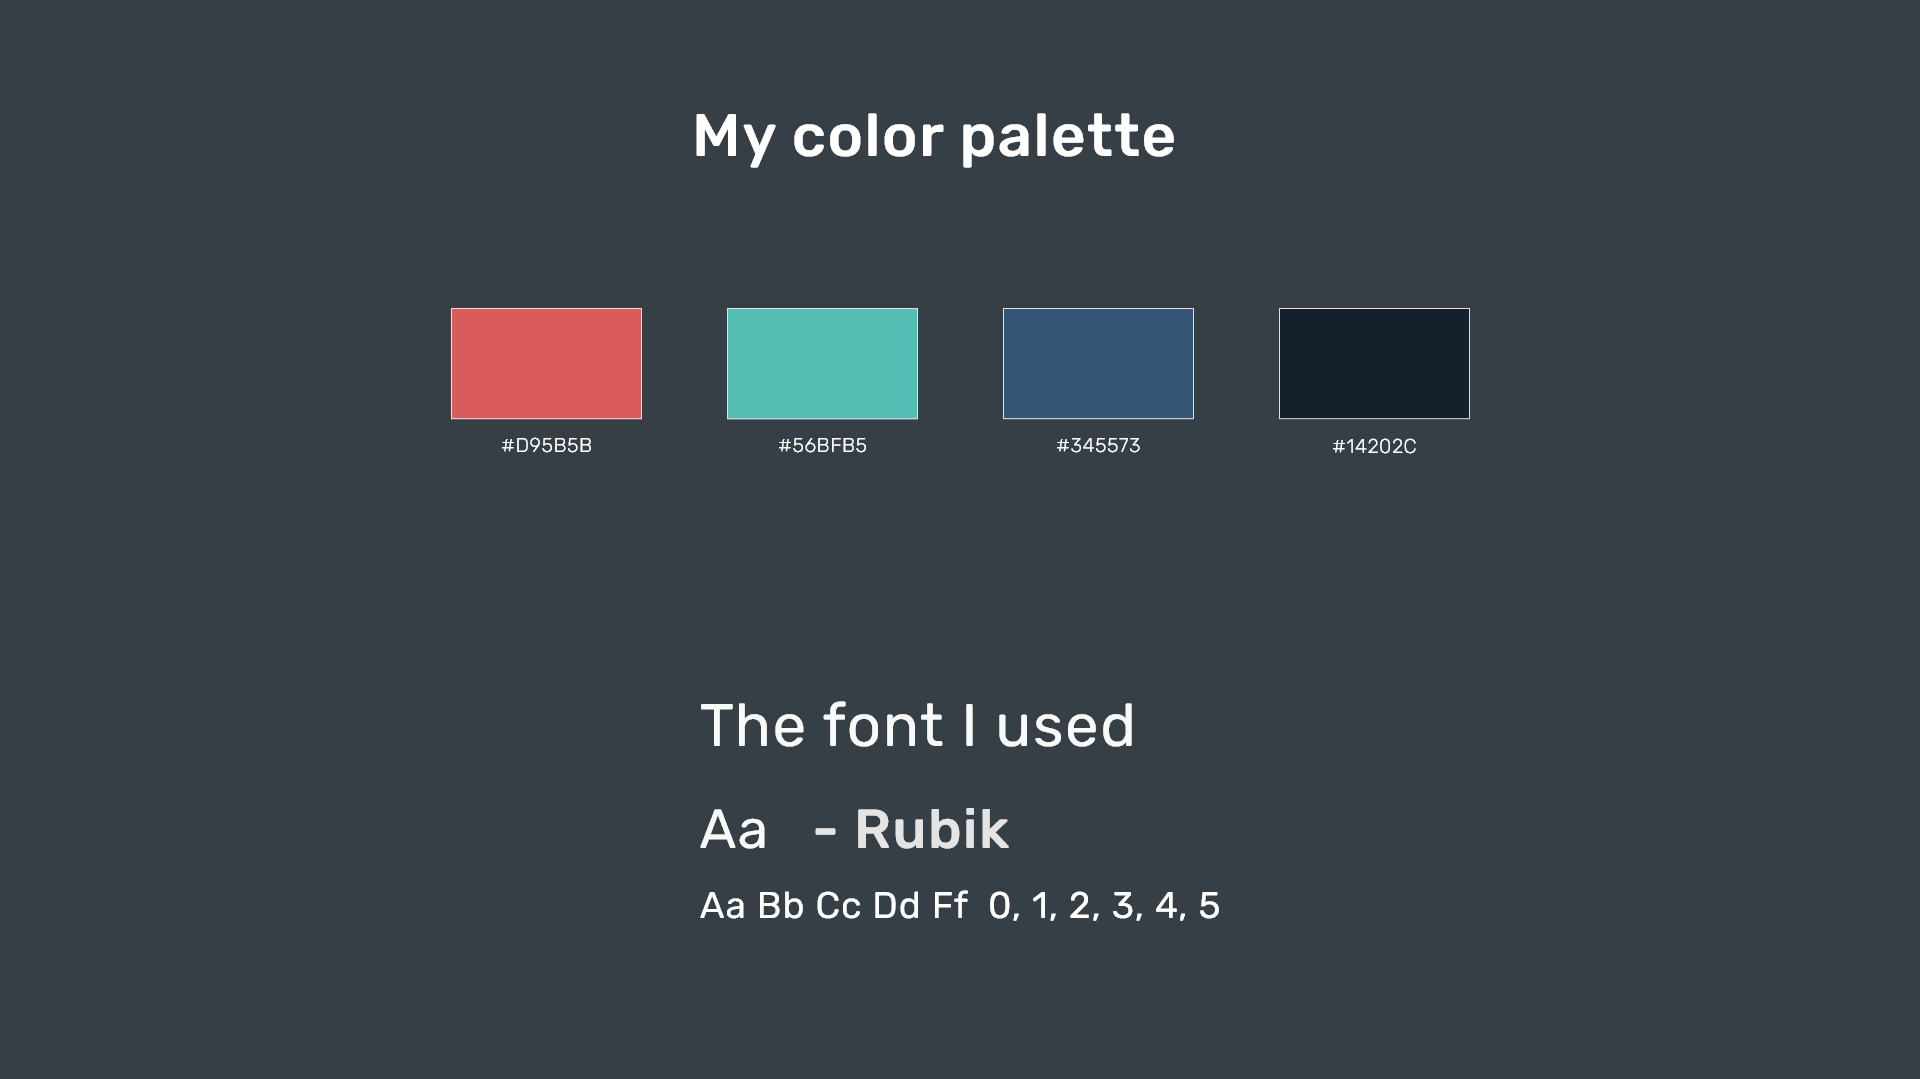 My color palette
#D95B5B #56BFB5 #345573 #14202C
The font I used
Aa - Rubik
Aa Bb Cc Dd Ff 0, 1, 2, 3, 4, 5